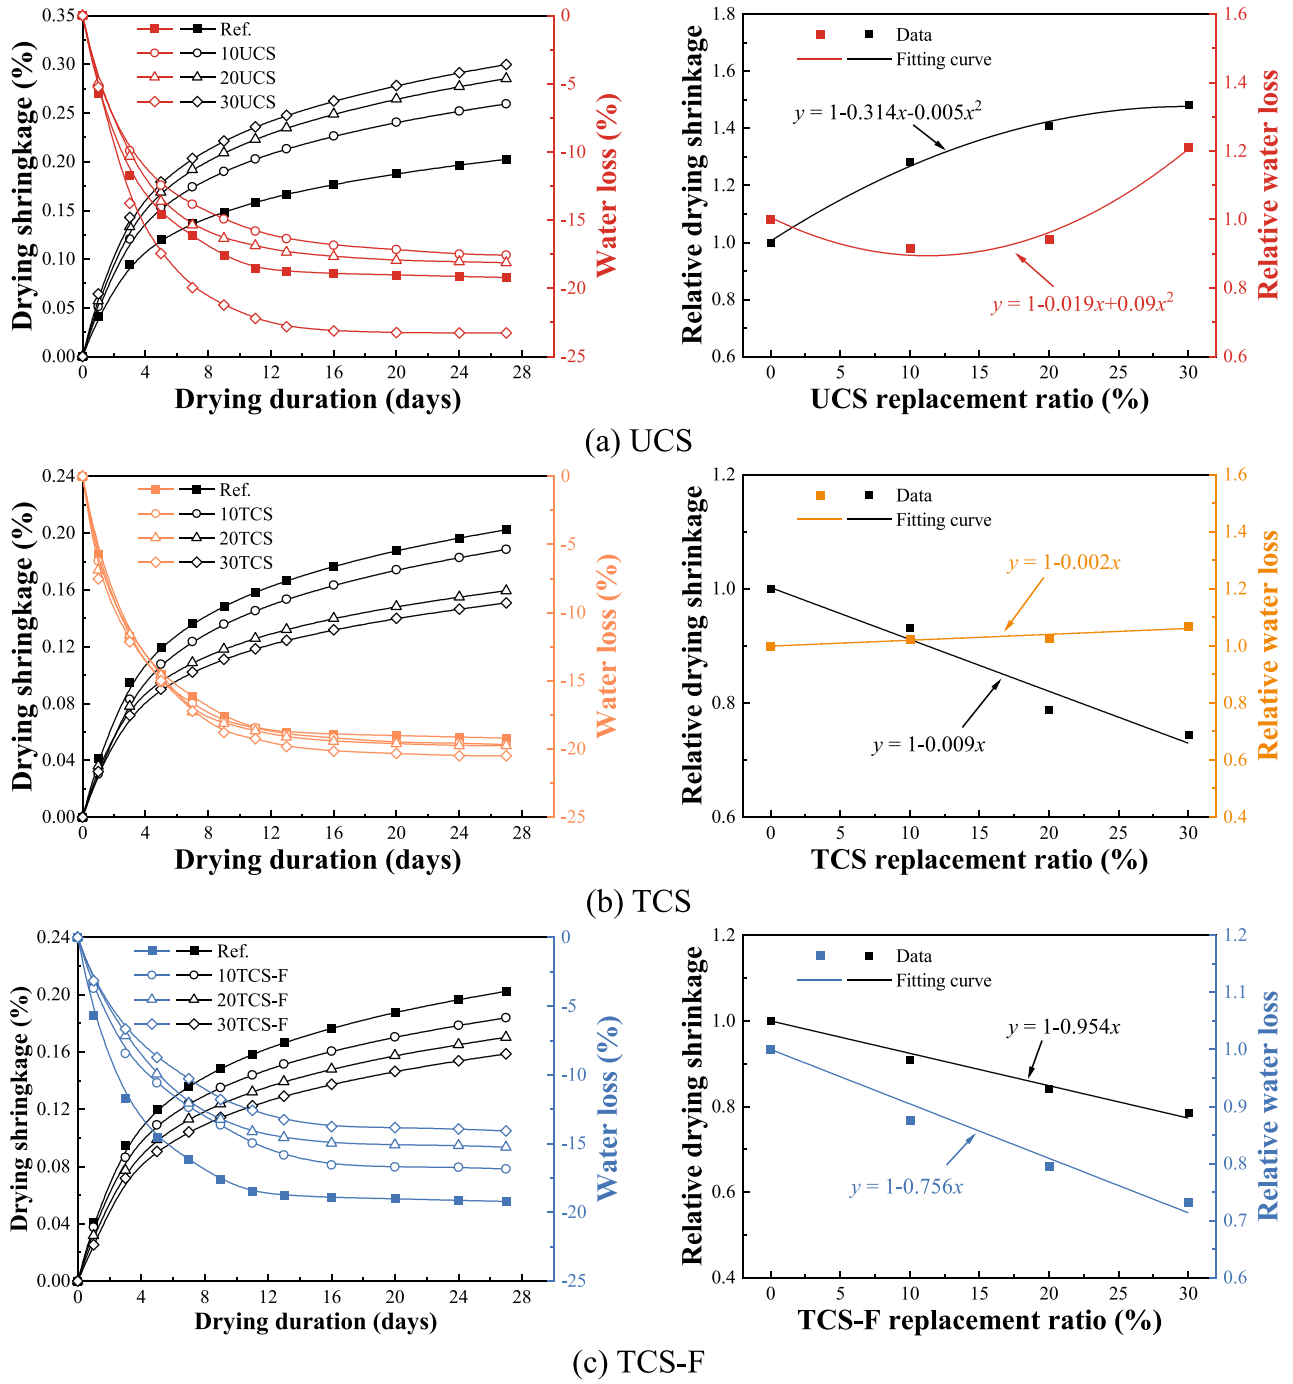 Drying shringkage (%)
0.35
0.30
0.25
0.20
0.15
0.10
0.05
0.00
Ref.
10UCS
20UCS
30UCS
0
-5
-10
-15
-20
-25
Water loss (%)
0 4 8 12 16 20 24 28
Drying duration (days)
Relative drying shrinkage
1.8
1.6
1.4
1.2
1.0
0.8
0.6
Data
Fitting curve
y = 1-0.314x-0.005x²
y = 1-0.019x+0.09x²
1.6
1.4
1.2
1.0
0.8
0.6
Relative water loss
0 5 10 15 20 25 30
UCS replacement ratio (%)
(a) UCS
Drying shringkage (%)
0.24
0.20
0.16
0.12
0.08
0.04
0.00
Ref.
10TCS
20TCS
30TCS
0
-5
-10
-15
-20
-25
Water loss (%)
0 4 8 12 16 20 24 28
Drying duration (days)
Relative drying shrinkage
1.2
1.0
0.8
0.6
Data
Fitting curve
y = 1-0.002x
y = 1-0.009x
1.6
1.4
1.2
1.0
0.8
0.6
0.4
Relative water loss
0 5 10 15 20 25 30
TCS replacement ratio (%)
(b) TCS
Drying shringkage (%)
0.24
0.20
0.16
0.12
0.08
0.04
0.00
Ref.
10TCS-F
20TCS-F
30TCS-F
0
-5
-10
-15
-20
-25
Water loss (%)
0 4 8 12 16 20 24 28
Drying duration (days)
Relative drying shrinkage
1.2
1.0
0.8
0.6
0.4
Data
Fitting curve
y = 1-0.954x
y = 1-0.756x
1.2
1.1
1.0
0.9
0.8
0.7
0.6
Relative water loss
0 5 10 15 20 25 30
TCS-F replacement ratio (%)
(c) TCS-F